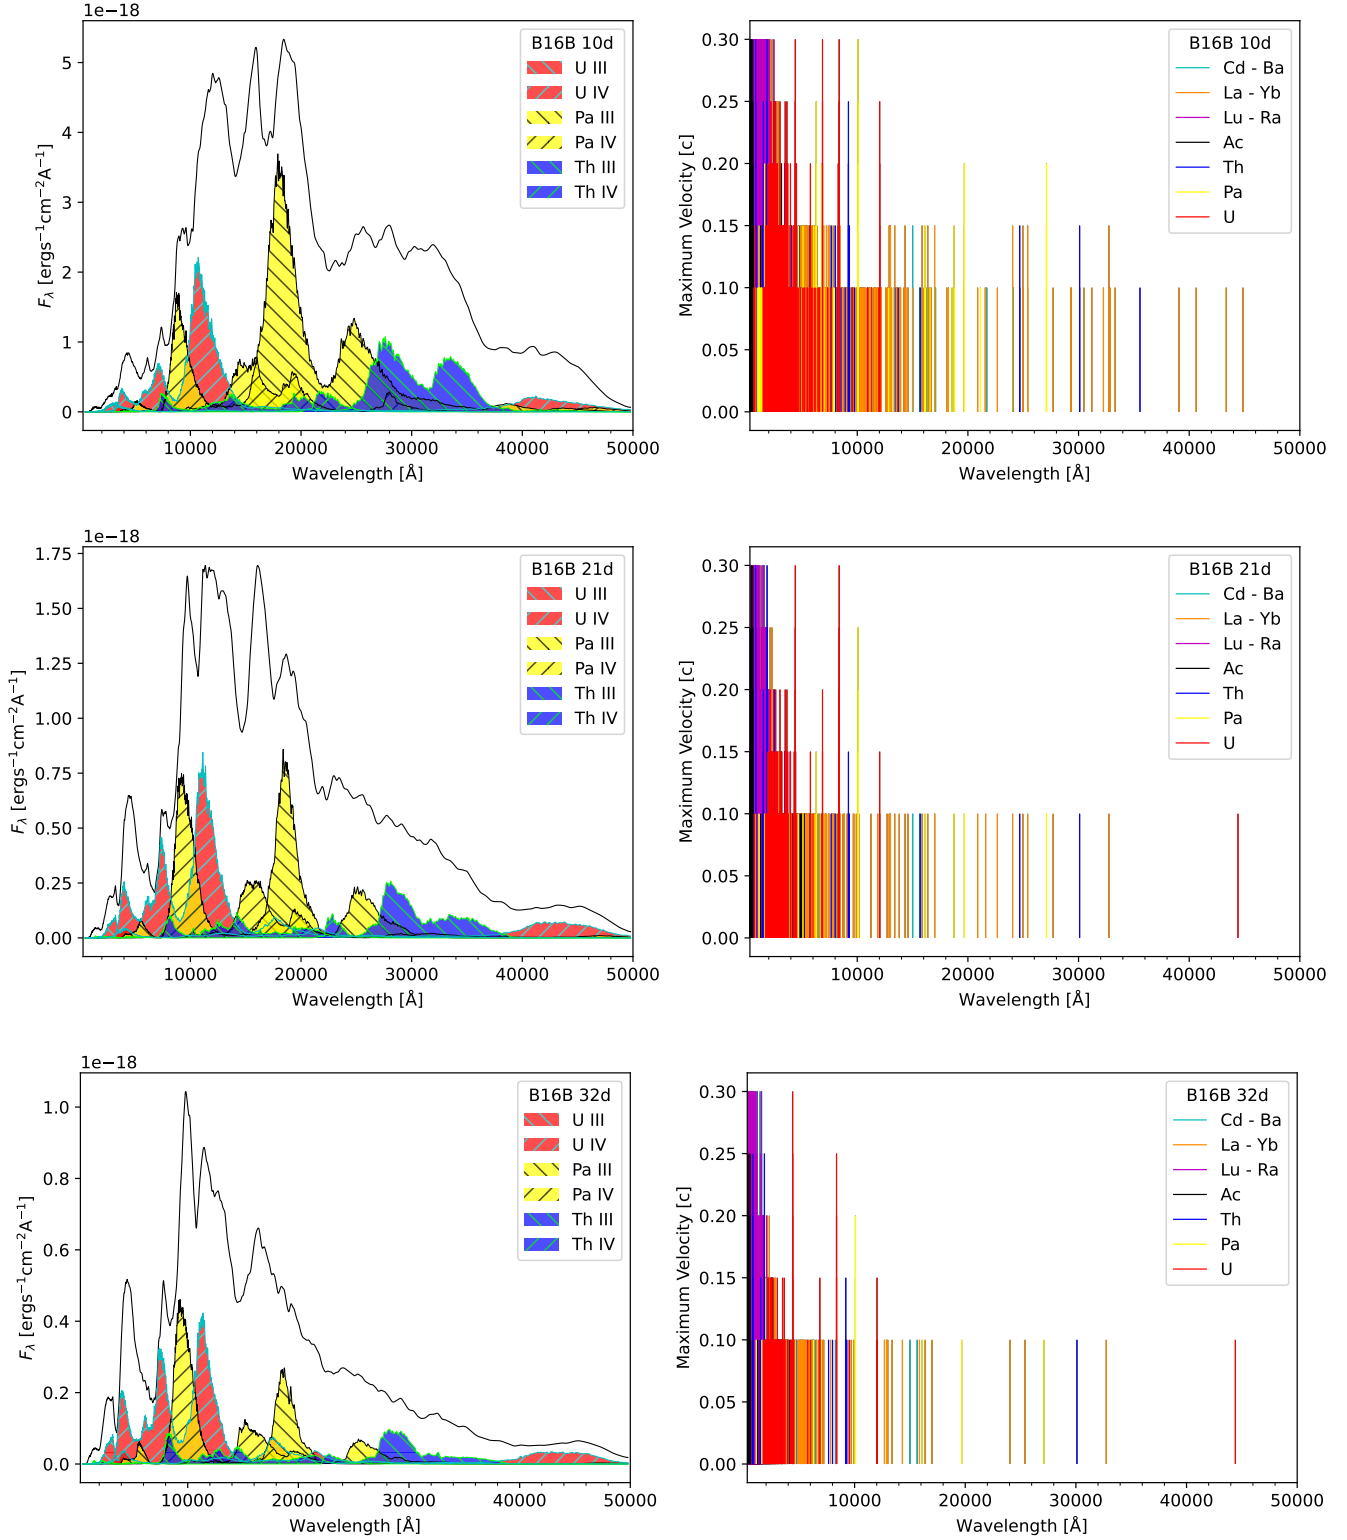 1e−18
B16B 10d
U III
U IV
Pa III
Pa IV
Th III
Th IV
5
4
3
2
1
0
F_λ [ergs⁻¹cm⁻²A⁻¹]
10000 20000 30000 40000 50000
Wavelength [Å]
B16B 10d
Cd - Ba
La - Yb
Lu - Ra
Ac
Th
Pa
U
0.30
0.25
0.20
0.15
0.10
0.05
0.00
Maximum Velocity [c]
10000 20000 30000 40000 50000
Wavelength [Å]
1e−18
B16B 21d
U III
U IV
Pa III
Pa IV
Th III
Th IV
1.75
1.50
1.25
1.00
0.75
0.50
0.25
0.00
F_λ [ergs⁻¹cm⁻²A⁻¹]
10000 20000 30000 40000 50000
Wavelength [Å]
B16B 21d
Cd - Ba
La - Yb
Lu - Ra
Ac
Th
Pa
U
0.30
0.25
0.20
0.15
0.10
0.05
0.00
Maximum Velocity [c]
10000 20000 30000 40000 50000
Wavelength [Å]
1e−18
B16B 32d
U III
U IV
Pa III
Pa IV
Th III
Th IV
1.0
0.8
0.6
0.4
0.2
0.0
F_λ [ergs⁻¹cm⁻²A⁻¹]
10000 20000 30000 40000 50000
Wavelength [Å]
B16B 32d
Cd - Ba
La - Yb
Lu - Ra
Ac
Th
Pa
U
0.30
0.25
0.20
0.15
0.10
0.05
0.00
Maximum Velocity [c]
10000 20000 30000 40000 50000
Wavelength [Å]